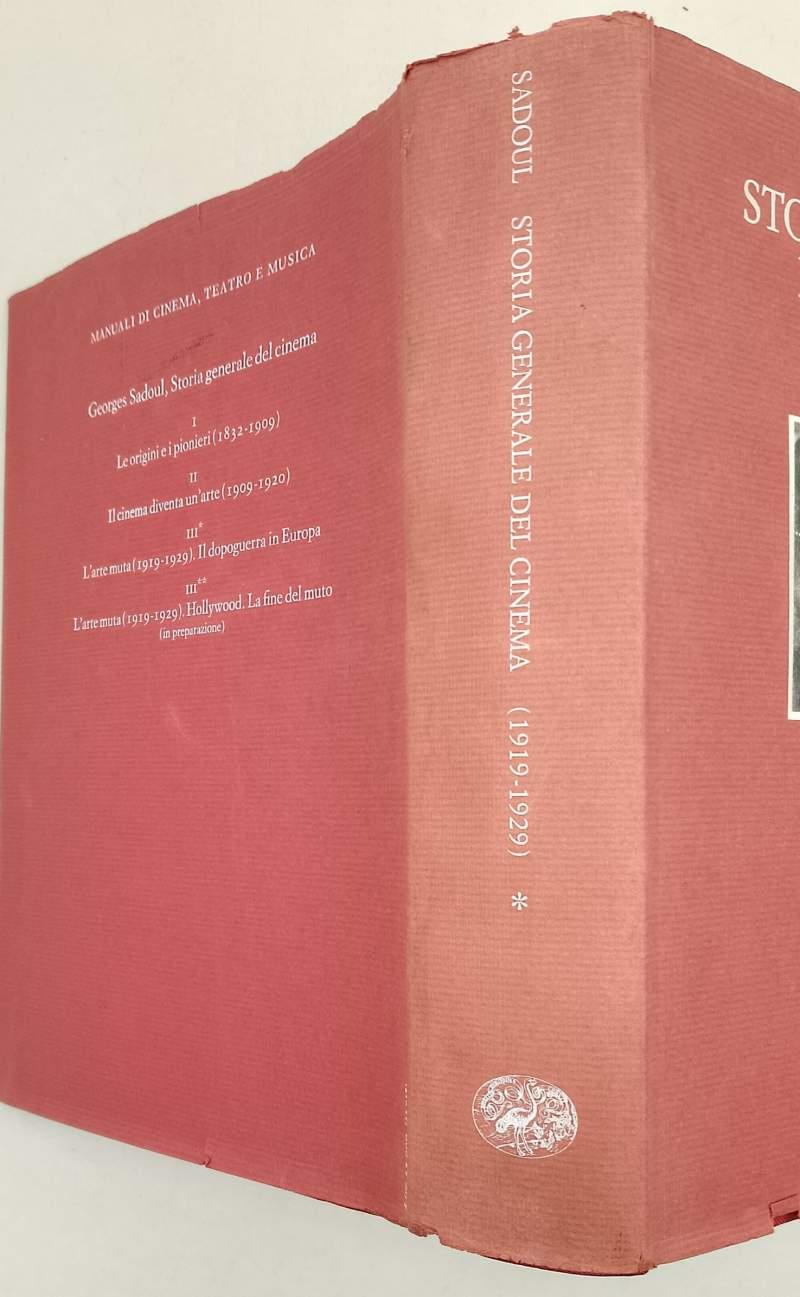 MANUALI DI CINEMA, TEATRO E MUSICA
Georges Sadoul, Storia generale del cinema
I
Le origini e i pionieri (1832-1909)
II
Il cinema diventa un'arte (1909-1920)
III*
L'arte muta (1919-1929). Il dopoguerra in Europa
III**
L'arte muta (1919-1929). Hollywood. La fine del muto
(in preparazione)
SADOUL STORIA GENERALE DEL CINEMA (1919-1929) *
STO